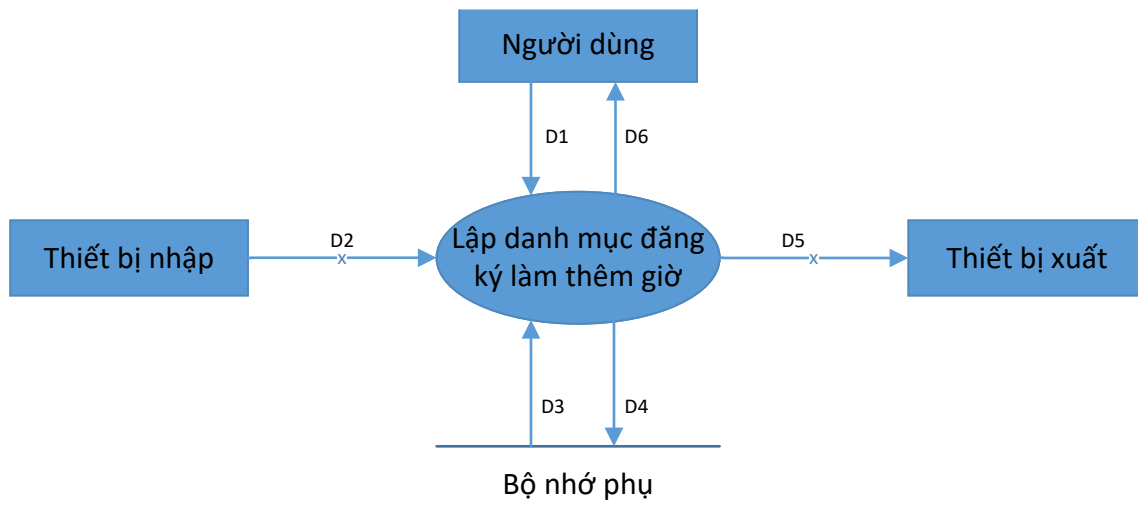 Người dùng
D1
D6
Thiết bị nhập
D2
x
Lập danh mục đăng
ký làm thêm giờ
D5
x
Thiết bị xuất
D3
D4
Bộ nhớ phụ